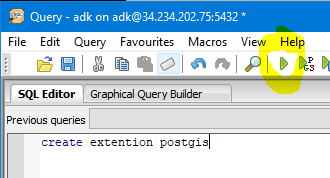 Query - adk on adk@34.234.202.75:5432 *
File Edit Query Favourites Macros View Help
SQL Editor Graphical Query Builder
Previous queries
create extention postgis